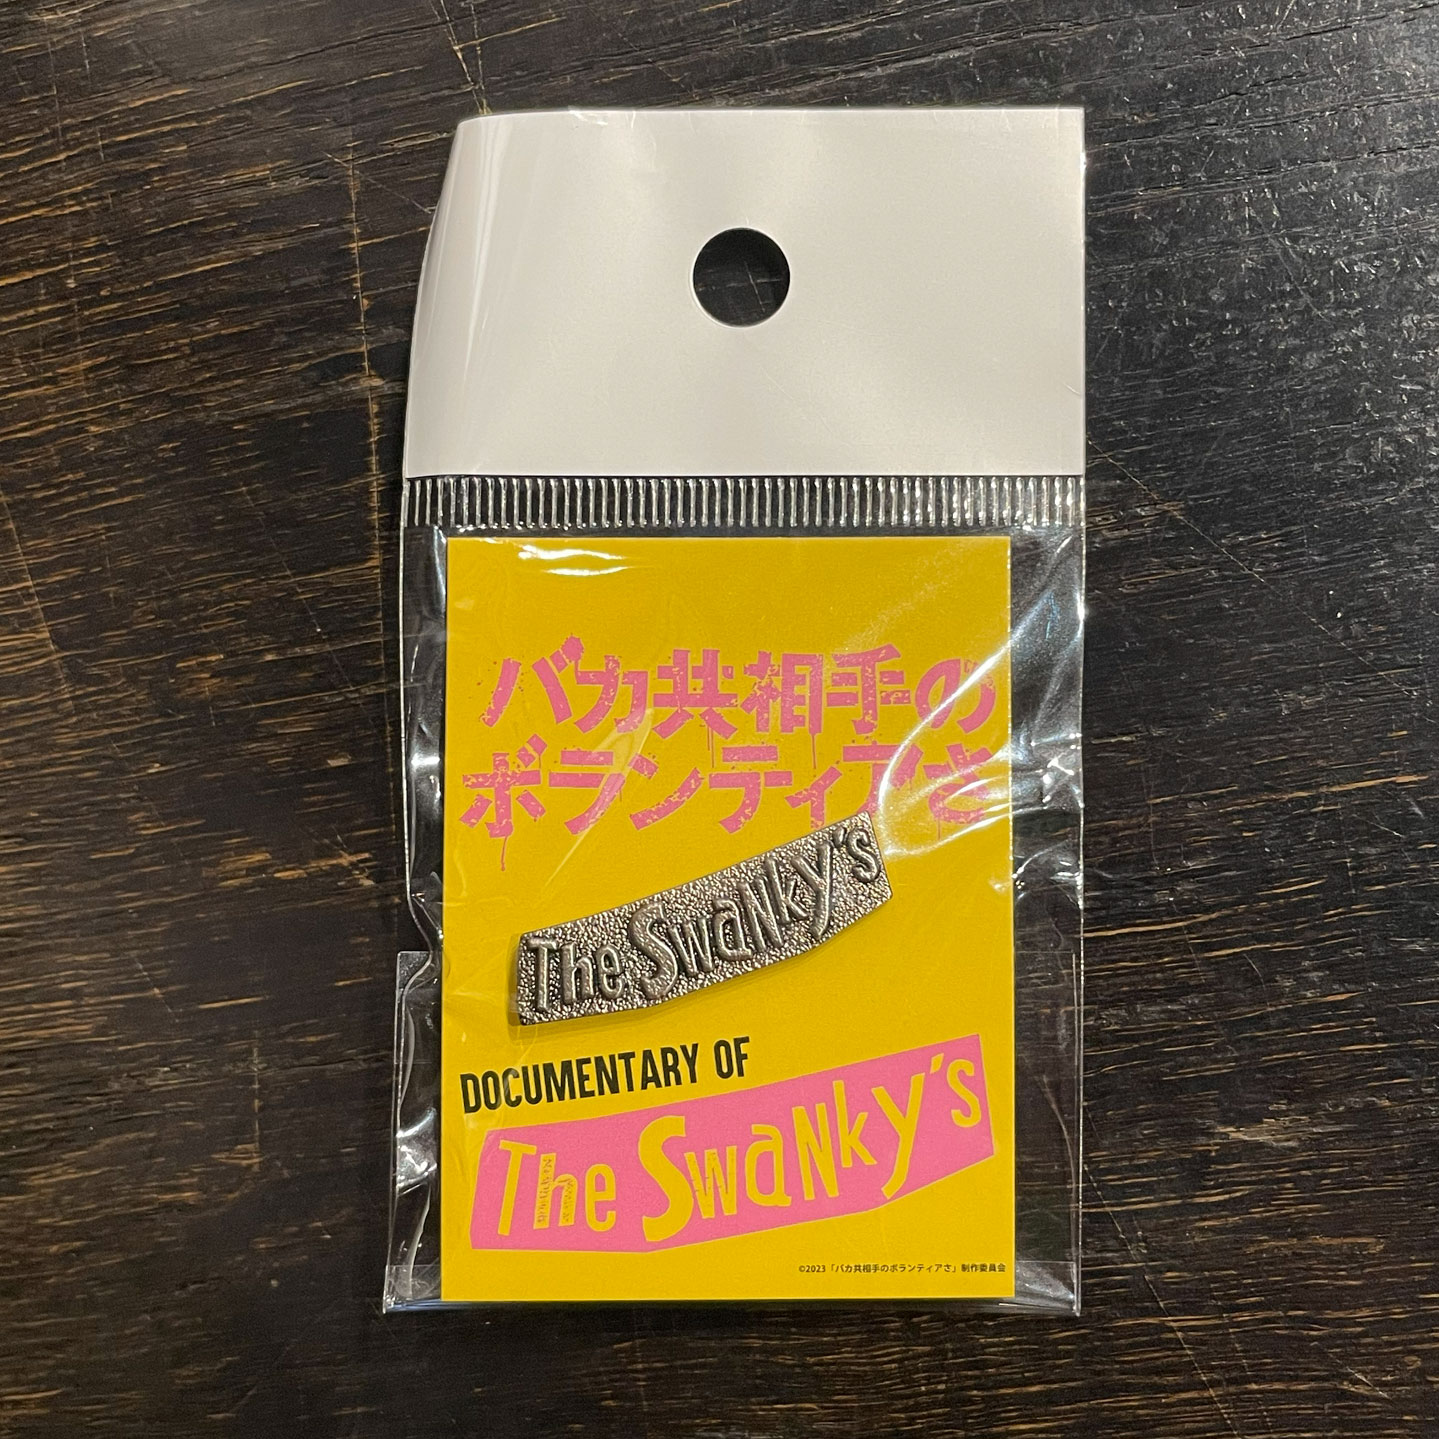 バカ共相手の
ボランティアさ
The SWaNky's
DOCUMENTARY OF
The SWaNky's
©2023「バカ共相手のボランティアさ」制作委員会